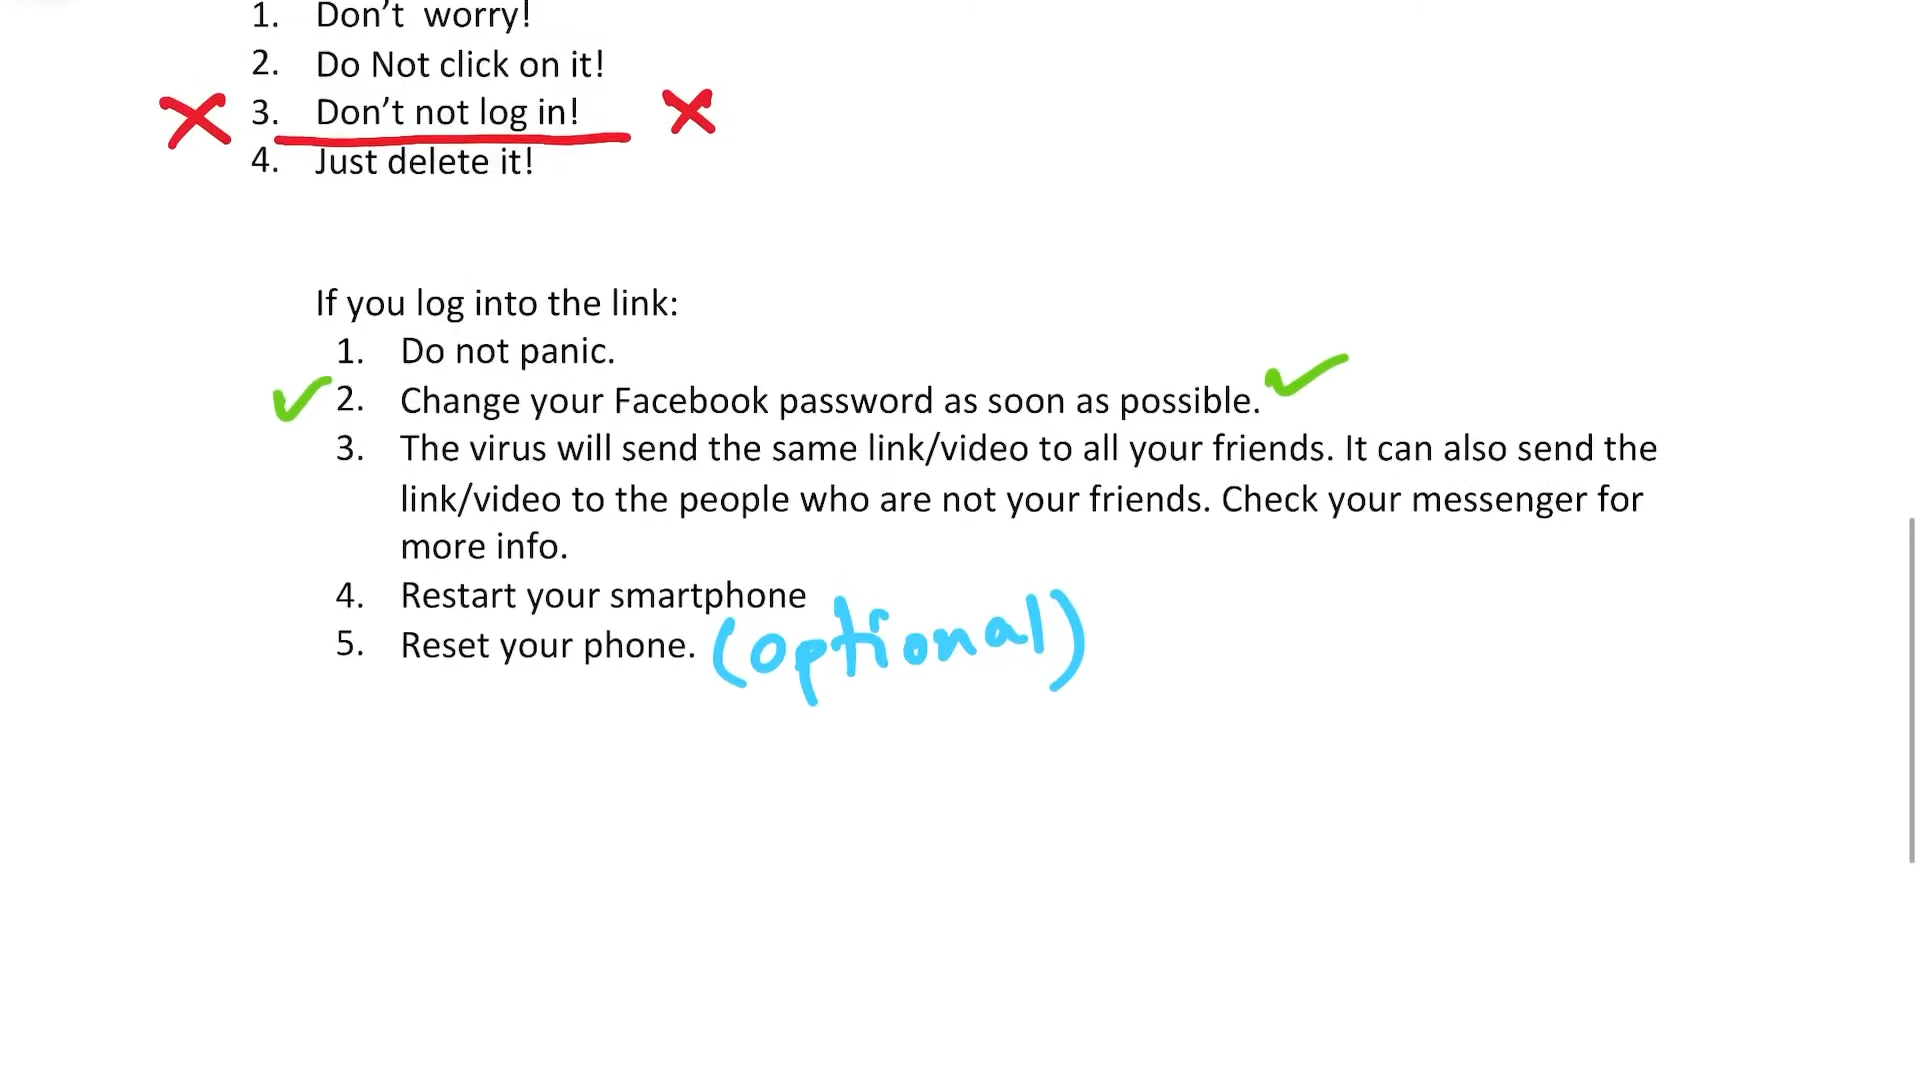 1. Don't worry!
2. Do Not click on it!
3. Don't not log in!
4. Just delete it!
If you log into the link:
1. Do not panic.
2. Change your Facebook password as soon as possible.
3. The virus will send the same link/video to all your friends. It can also send the
link/video to the people who are not your friends. Check your messenger for
more info.
4. Restart your smartphone
5. Reset your phone. (optional)